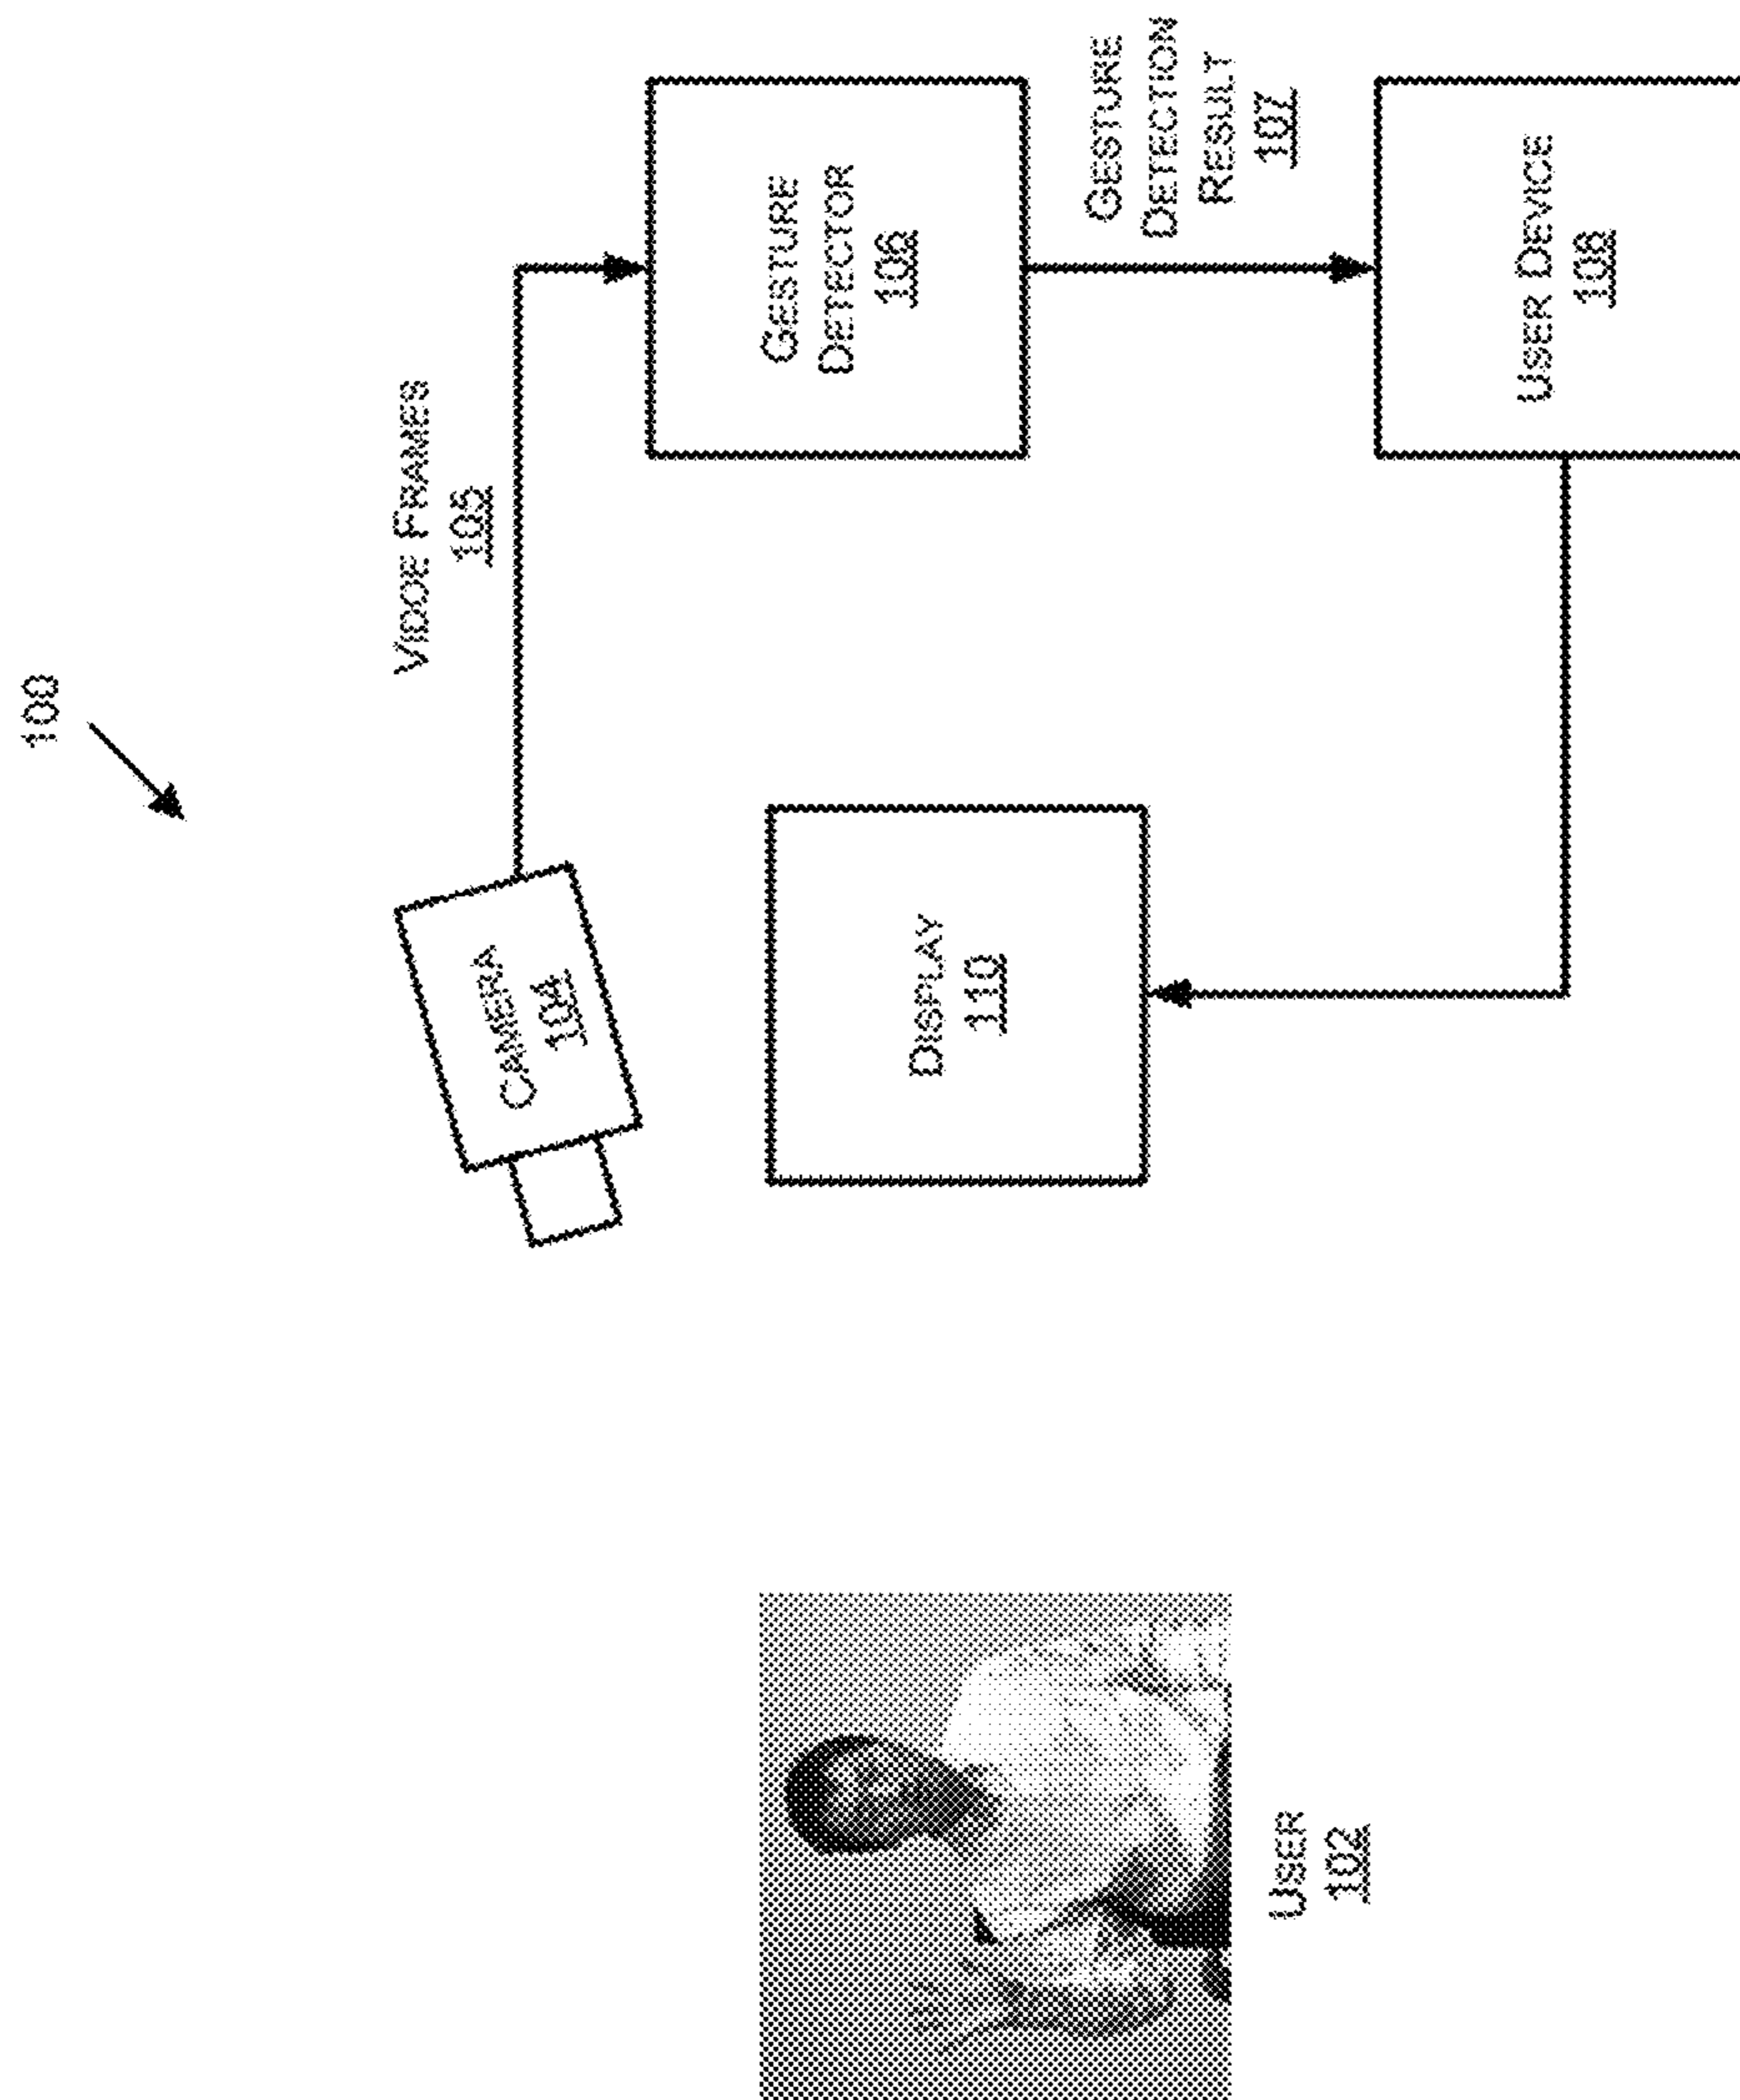 100
VIDOE FRAMES
105
CAMERA
104
GESTURE
DETECTOR
106
DISPLAY
110
GESTURE
DETECTION
RESULT
107
USER
102
USER DEVICE
108